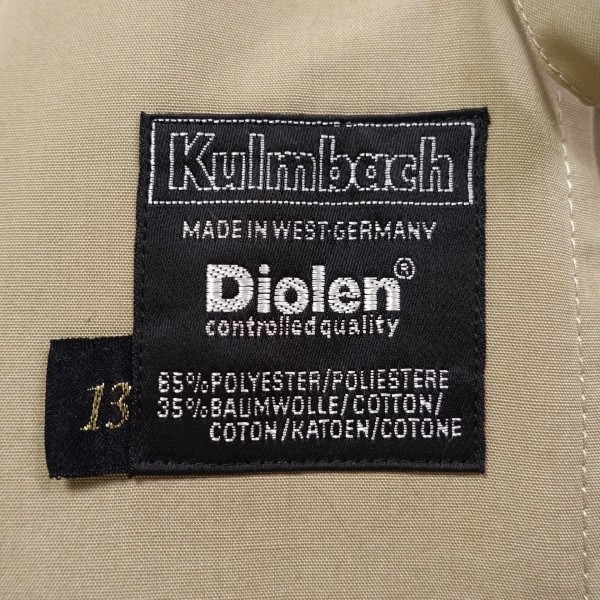 Kulmbach
MADE IN WEST-GERMANY
Diolen®
controlled quality
65% POLYESTER/POLIESTERE
35% BAUMWOLLE/COTTON/
COTON/KATOEN/COTONE
13